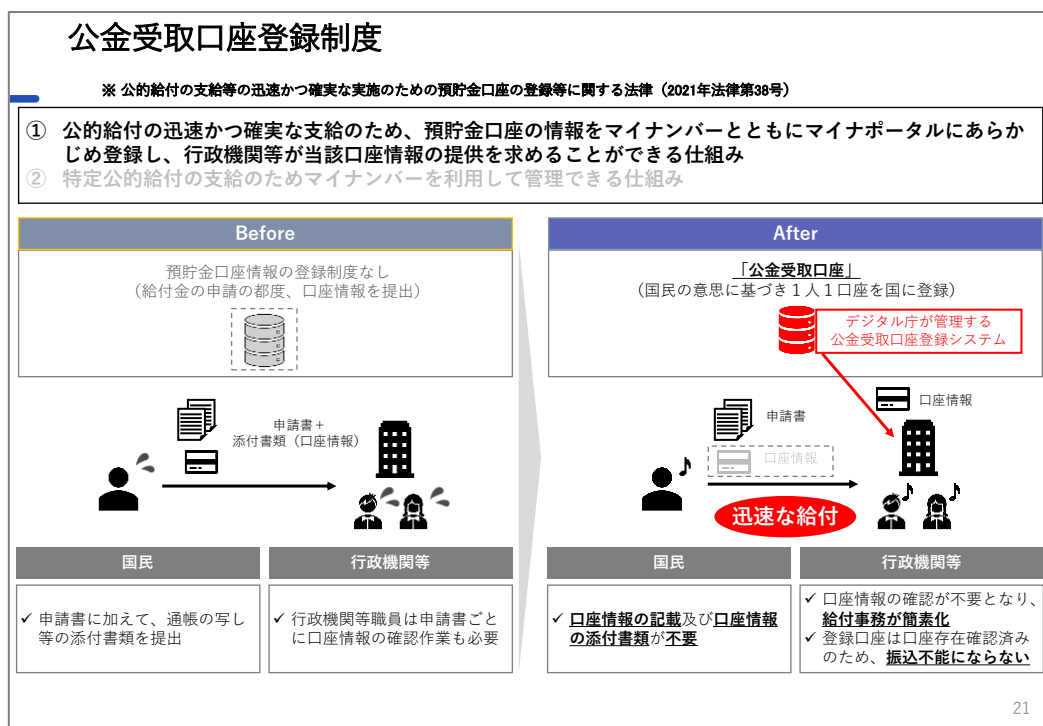 公金受取口座登録制度
※ 公的給付の支給等の迅速かつ確実な実施のための預貯金口座の登録等に関する法律（2021年法律第38号）
① 公的給付の迅速かつ確実な支給のため、預貯金口座の情報をマイナンバーとともにマイナポータルにあらか
じめ登録し、行政機関等が当該口座情報の提供を求めることができる仕組み
② 特定公的給付の支給のためマイナンバーを利用して管理できる仕組み
Before
預貯金口座情報の登録制度なし
（給付金の申請の都度、口座情報を提出）
申請書＋
添付書類（口座情報）
国民
行政機関等
✓ 申請書に加えて、通帳の写し
等の添付書類を提出
✓ 行政機関等職員は申請書ごと
に口座情報の確認作業も必要
After
「公金受取口座」
（国民の意思に基づき１人１口座を国に登録）
デジタル庁が管理する
公金受取口座登録システム
口座情報
申請書
口座情報
迅速な給付
国民
行政機関等
✓ 口座情報の記載及び口座情報
の添付書類が不要
✓ 口座情報の確認が不要となり、
給付事務が簡素化
✓ 登録口座は口座存在確認済み
のため、振込不能にならない
21